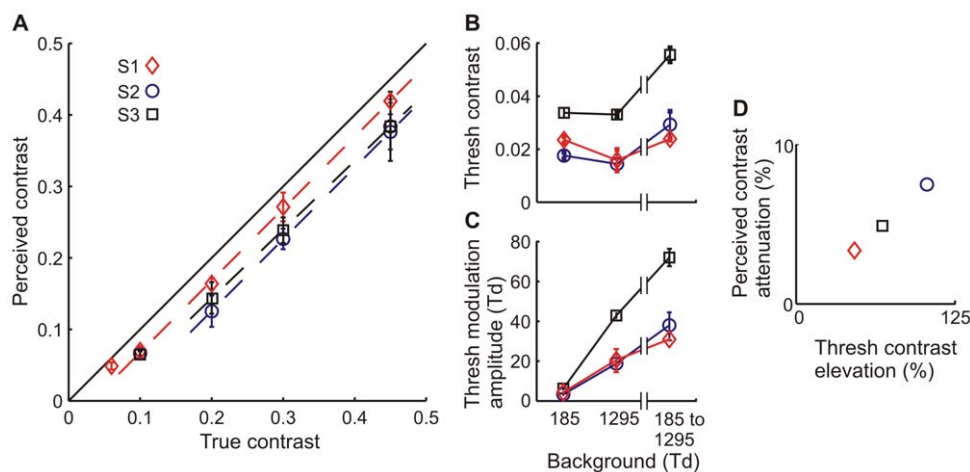 A
0.5
0.4
0.3
0.2
0.1
0
0
0.1
0.2
0.3
0.4
0.5
Perceived contrast
True contrast
S1
S2
S3
B
0.06
0.04
0.02
0
Thresh contrast
C
80
60
40
20
0
Thresh modulation
amplitude (Td)
185
1295
185 to
1295
Background (Td)
D
10
0
Perceived contrast
attenuation (%)
0
125
Thresh contrast
elevation (%)